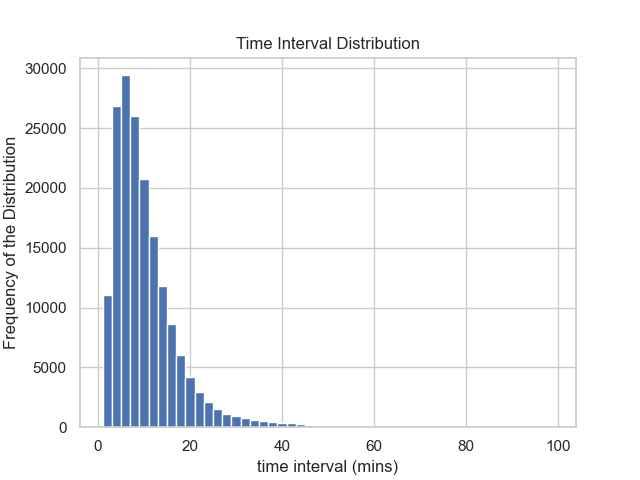 Time Interval Distribution
Frequency of the Distribution
30000
25000
20000
15000
10000
5000
0
0 20 40 60 80 100
time interval (mins)